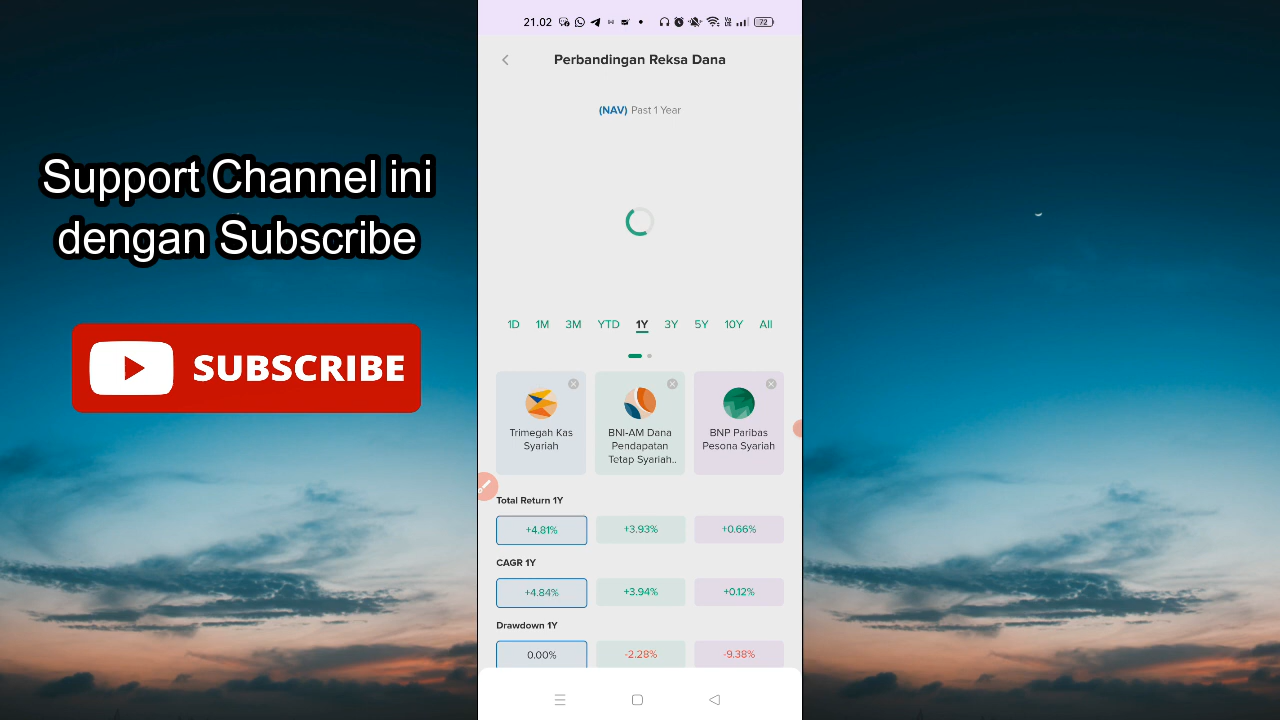 Support Channel ini
dengan Subscribe
SUBSCRIBE
21.02
72
Perbandingan Reksa Dana
(NAV) Past 1 Year
1D 1M 3M YTD 1Y 3Y 5Y 10Y All
Trimegah Kas
Syariah
BNI-AM Dana
Pendapatan
Tetap Syariah..
BNP Paribas
Pesona Syariah
Total Return 1Y
+4.81% +3.93% +0.66%
CAGR 1Y
+4.84% +3.94% +0.12%
Drawdown 1Y
0.00% -2.28% -9.38%